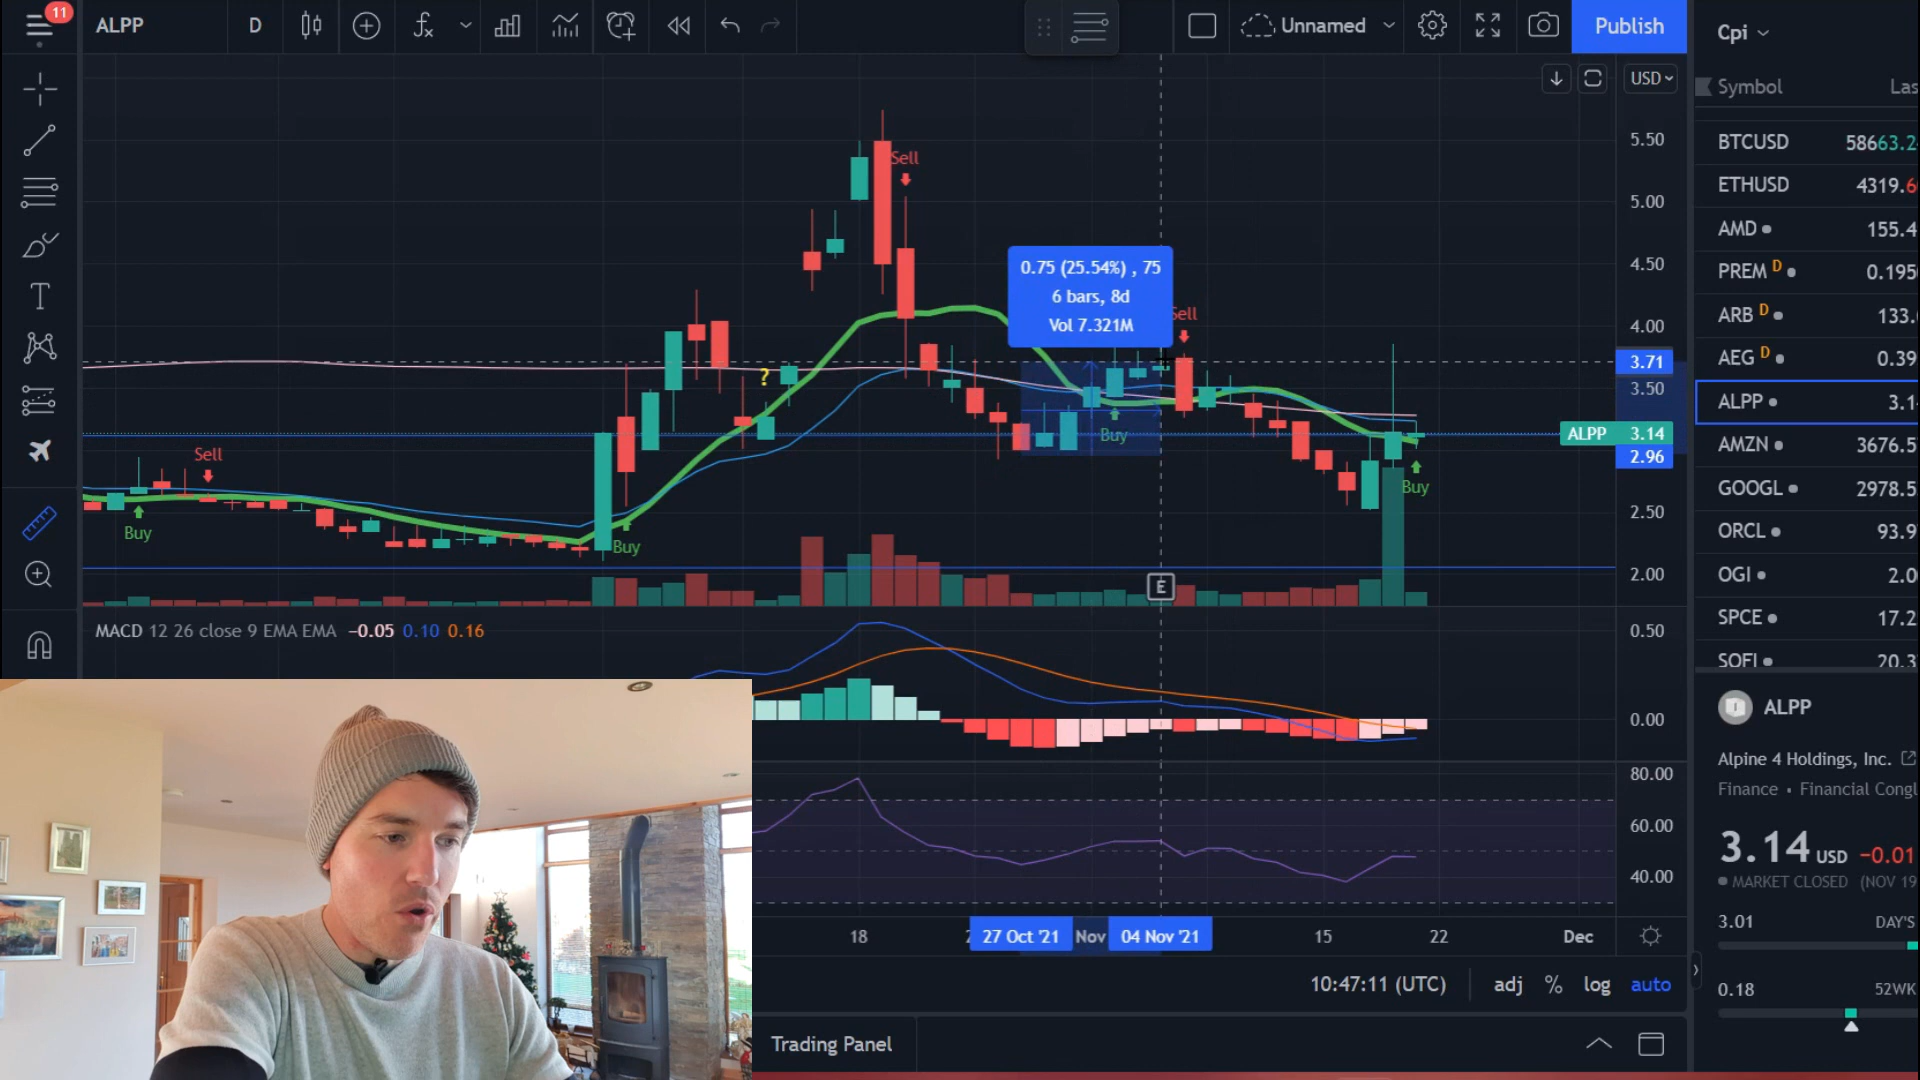 11
ALPP
D
Unnamed
Publish
Cpi
USD
Symbol
Las
BTCUSD 58663.2
ETHUSD 4319.6
AMD 155.4
PREM D 0.195
ARB D 133.
AEG D 0.39
ALPP 3.1
AMZN 3676.5
GOOGL 2978.5
ORCL 93.9
OGI 2.0
SPCE 17.2
SOFI 20.3
5.50
5.00
4.50
4.00
3.71
3.50
ALPP 3.14
2.96
2.50
2.00
Sell
0.75 (25.54%) , 75
6 bars, 8d
Vol 7.321M
Sell
?
Sell
Buy
Buy
Buy
Buy
E
MACD 12 26 close 9 EMA EMA −0.05 0.10 0.16
0.50
0.00
80.00
60.00
40.00
18
27 Oct '21
Nov
04 Nov '21
15
22
Dec
10:47:11 (UTC)
adj % log auto
Trading Panel
ALPP
Alpine 4 Holdings, Inc.
Finance • Financial Congl
3.14 USD −0.01
MARKET CLOSED (NOV 19
3.01 DAY'S
0.18 52WK